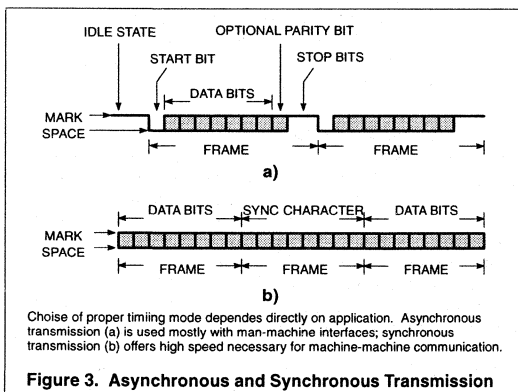 IDLE STATE
OPTIONAL PARITY BIT
START BIT
STOP BITS
DATA BITS
MARK
SPACE
FRAME
FRAME
a)
DATA BITS
SYNC CHARACTER
DATA BITS
MARK
SPACE
FRAME
FRAME
FRAME
b)
Choise of proper timiing mode dependes directly on application. Asynchronous
transmission (a) is used mostly with man-machine interfaces; synchronous
transmission (b) offers high speed necessary for machine-machine communication.
Figure 3. Asynchronous and Synchronous Transmission